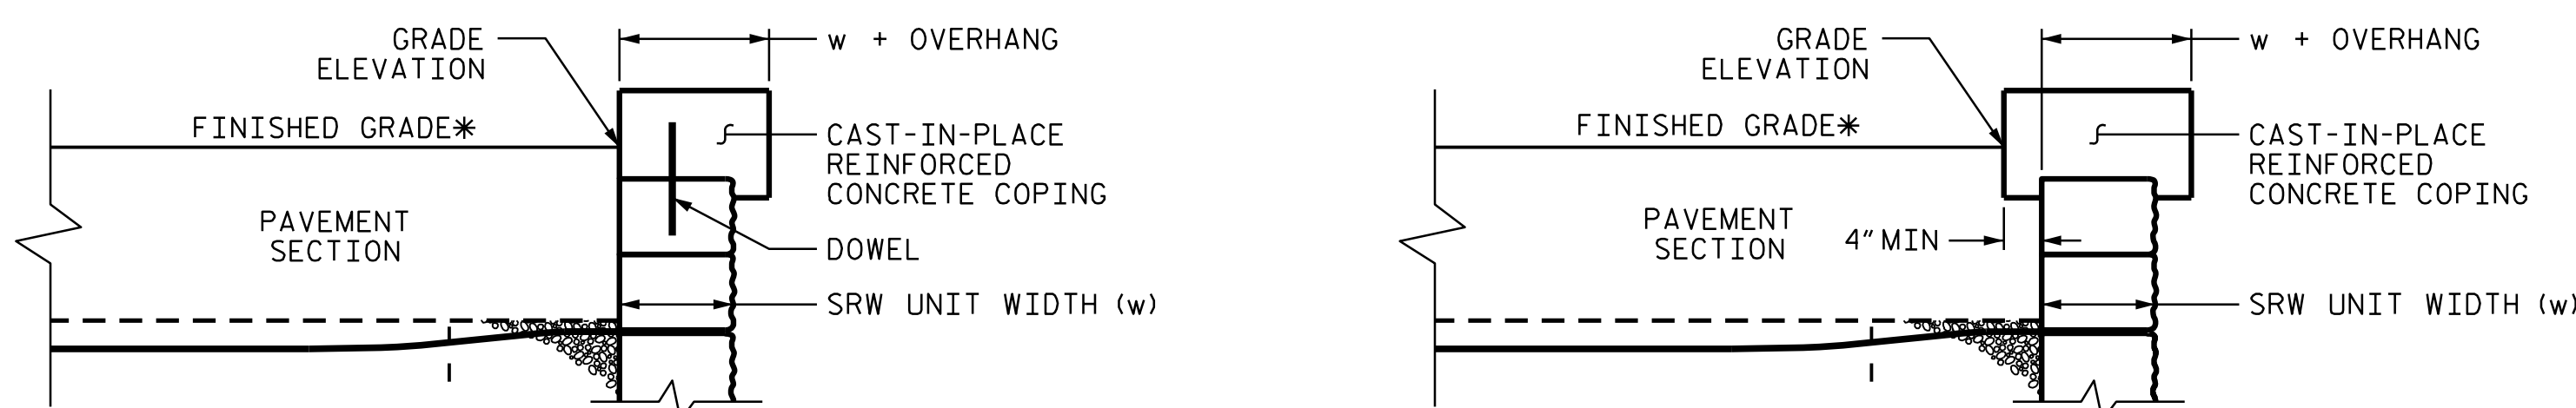 GRADE
ELEVATION
w + OVERHANG
FINISHED GRADE*
CAST-IN-PLACE
REINFORCED
CONCRETE COPING
PAVEMENT
SECTION
DOWEL
SRW UNIT WIDTH (w)
GRADE
ELEVATION
w + OVERHANG
FINISHED GRADE*
CAST-IN-PLACE
REINFORCED
CONCRETE COPING
PAVEMENT
SECTION
4" MIN
SRW UNIT WIDTH (w)